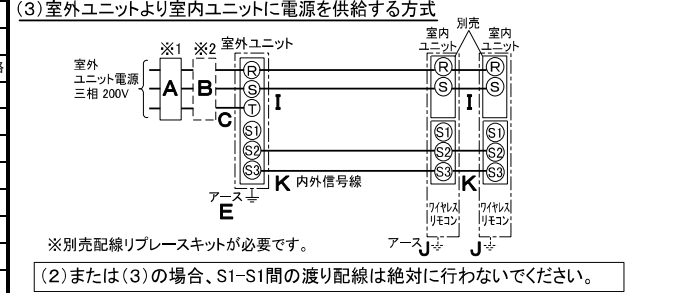 (3)室外ユニットより室内ユニットに電源を供給する方式
別売
※1 ※2 室外ユニット
室内
ユニット
室内
ユニット
室外
ユニット電源
三相 200V
A B
R
S
T
S1
S2
S3
C
I
R
S
S1
S2
S3
I
R
S
S1
S2
S3
K 内外信号線
K
アース
E
ワイヤレス
リモコン
ワイヤレス
リモコン
※別売配線リプレースキットが必要です。
アース J
J
(2)または(3)の場合、S1-S1間の渡り配線は絶対に行わないでください。